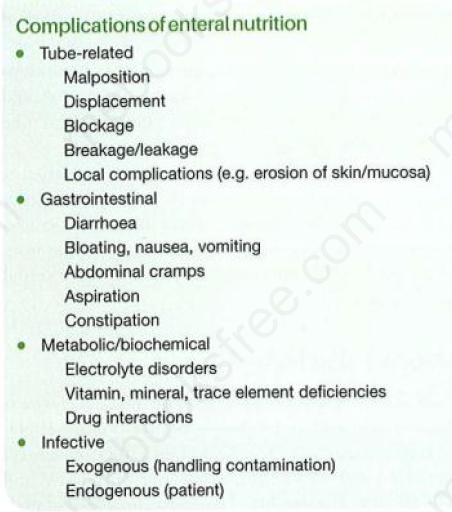 Complications of enteral nutrition
• Tube-related
Malposition
Displacement
Blockage
Breakage/leakage
Local complications (e.g. erosion of skin/mucosa)
• Gastrointestinal
Diarrhoea
Bloating, nausea, vomiting
Abdominal cramps
Aspiration
Constipation
• Metabolic/biochemical
Electrolyte disorders
Vitamin, mineral, trace element deficiencies
Drug interactions
• Infective
Exogenous (handling contamination)
Endogenous (patient)